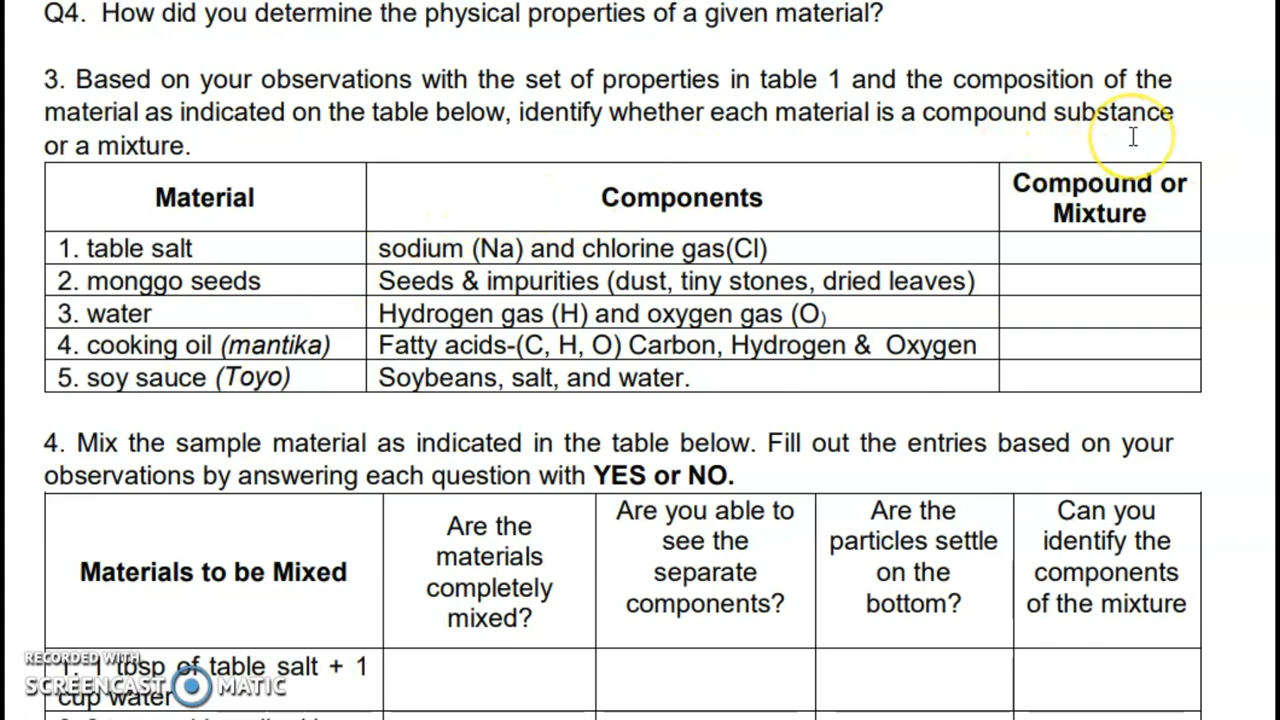 Q4. How did you determine the physical properties of a given material?
3. Based on your observations with the set of properties in table 1 and the composition of the
material as indicated on the table below, identify whether each material is a compound substance
or a mixture.
Material Components Compound or Mixture
1. table salt sodium (Na) and chlorine gas(Cl)
2. monggo seeds Seeds & impurities (dust, tiny stones, dried leaves)
3. water Hydrogen gas (H) and oxygen gas (O)
4. cooking oil (mantika) Fatty acids-(C, H, O) Carbon, Hydrogen & Oxygen
5. soy sauce (Toyo) Soybeans, salt, and water.
4. Mix the sample material as indicated in the table below. Fill out the entries based on your
observations by answering each question with YES or NO.
Materials to be Mixed
Are the
materials
completely
mixed?
Are you able to
see the
separate
components?
Are the
particles settle
on the
bottom?
Can you
identify the
components
of the mixture
1. 1 tbsp of table salt + 1
cup water
RECORDED WITH
SCREENCAST MATIC